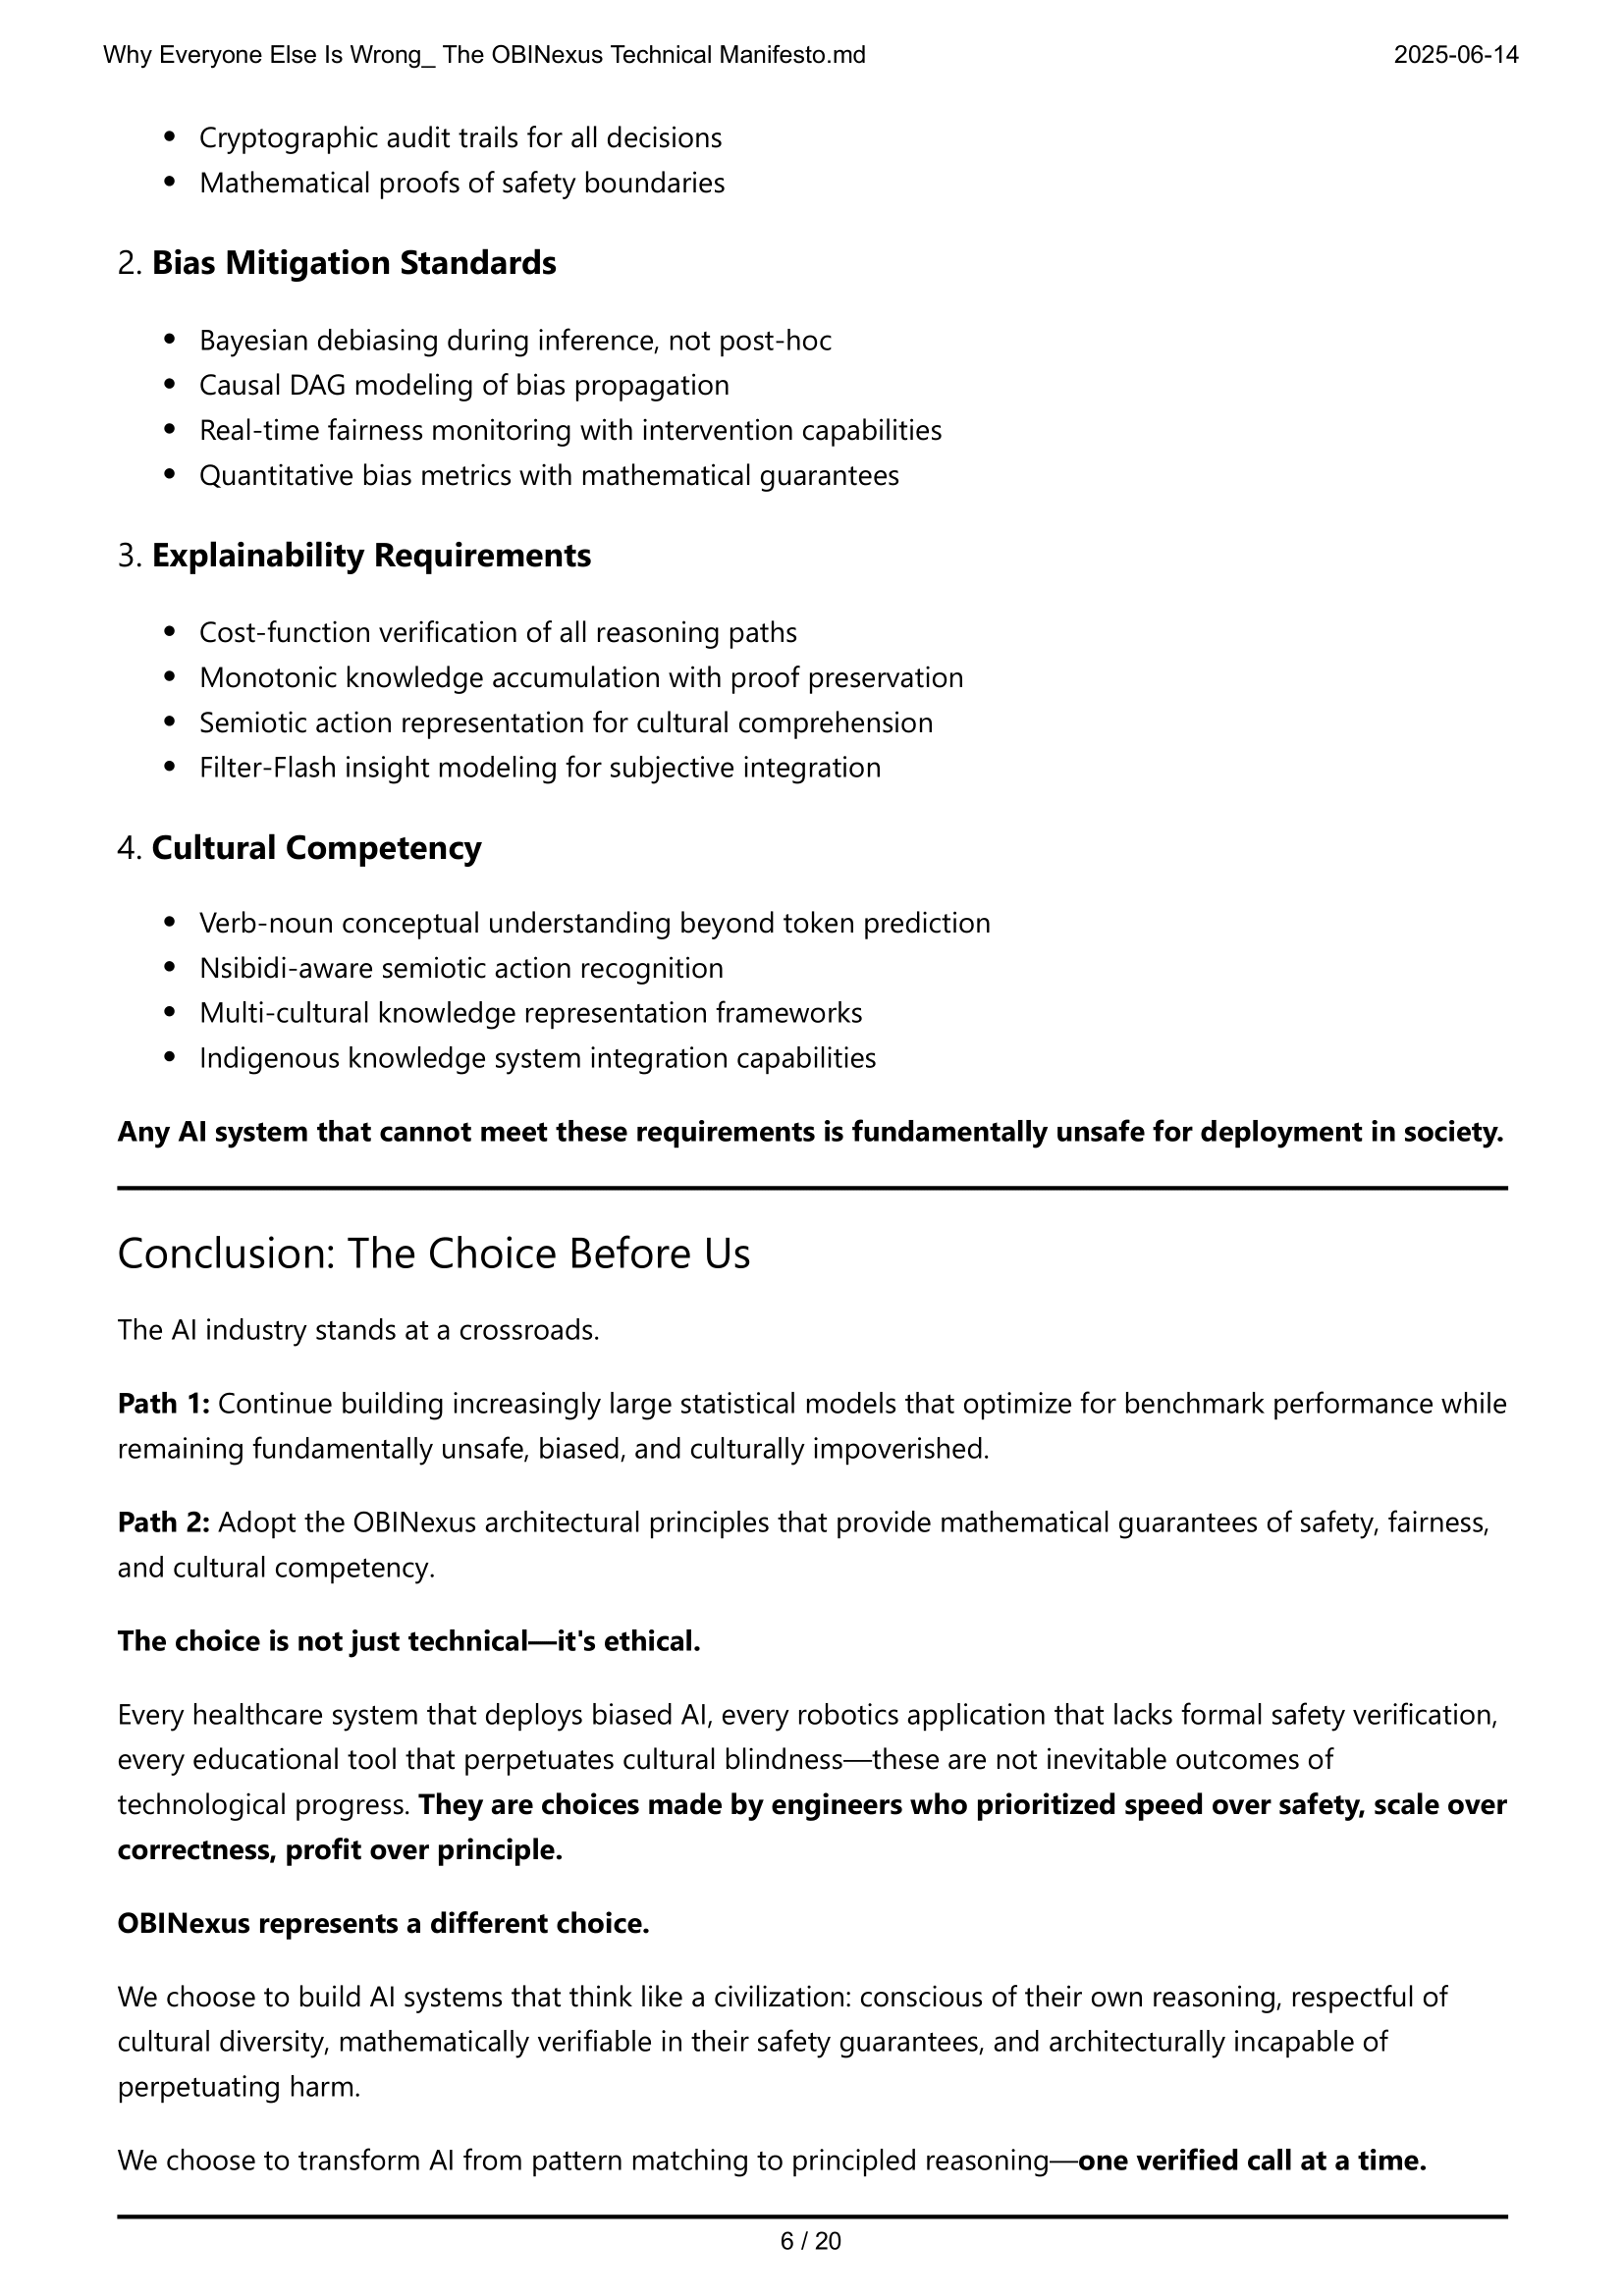 Why Everyone Else Is Wrong_ The OBINexus Technical Manifesto.md 2025-06-14
• Cryptographic audit trails for all decisions
• Mathematical proofs of safety boundaries
2. Bias Mitigation Standards
• Bayesian debiasing during inference, not post-hoc
• Causal DAG modeling of bias propagation
• Real-time fairness monitoring with intervention capabilities
• Quantitative bias metrics with mathematical guarantees
3. Explainability Requirements
• Cost-function verification of all reasoning paths
• Monotonic knowledge accumulation with proof preservation
• Semiotic action representation for cultural comprehension
• Filter-Flash insight modeling for subjective integration
4. Cultural Competency
• Verb-noun conceptual understanding beyond token prediction
• Nsibidi-aware semiotic action recognition
• Multi-cultural knowledge representation frameworks
• Indigenous knowledge system integration capabilities
Any AI system that cannot meet these requirements is fundamentally unsafe for deployment in society.
Conclusion: The Choice Before Us
The AI industry stands at a crossroads.
Path 1: Continue building increasingly large statistical models that optimize for benchmark performance while
remaining fundamentally unsafe, biased, and culturally impoverished.
Path 2: Adopt the OBINexus architectural principles that provide mathematical guarantees of safety, fairness,
and cultural competency.
The choice is not just technical—it's ethical.
Every healthcare system that deploys biased AI, every robotics application that lacks formal safety verification,
every educational tool that perpetuates cultural blindness—these are not inevitable outcomes of
technological progress. They are choices made by engineers who prioritized speed over safety, scale over
correctness, profit over principle.
OBINexus represents a different choice.
We choose to build AI systems that think like a civilization: conscious of their own reasoning, respectful of
cultural diversity, mathematically verifiable in their safety guarantees, and architecturally incapable of
perpetuating harm.
We choose to transform AI from pattern matching to principled reasoning—one verified call at a time.
6 / 20